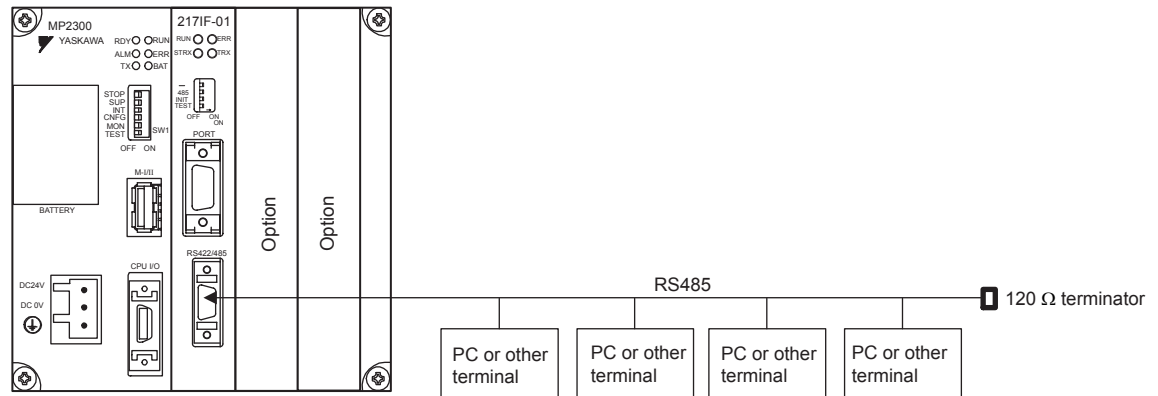 MP2300
YASKAWA
RDY RUN
ALM ERR
TX BAT
STOP
SUP
INT
CNFG
MON
TEST
SW1
OFF ON
M-I/II
BATTERY
DC24V
DC 0V
CPU I/O
217IF-01
RUN ERR
STRX TRX
485
INIT
TEST
OFF ON
ON
PORT
RS422/485
Option
Option
RS485
120 Ω terminator
PC or other
terminal
PC or other
terminal
PC or other
terminal
PC or other
terminal